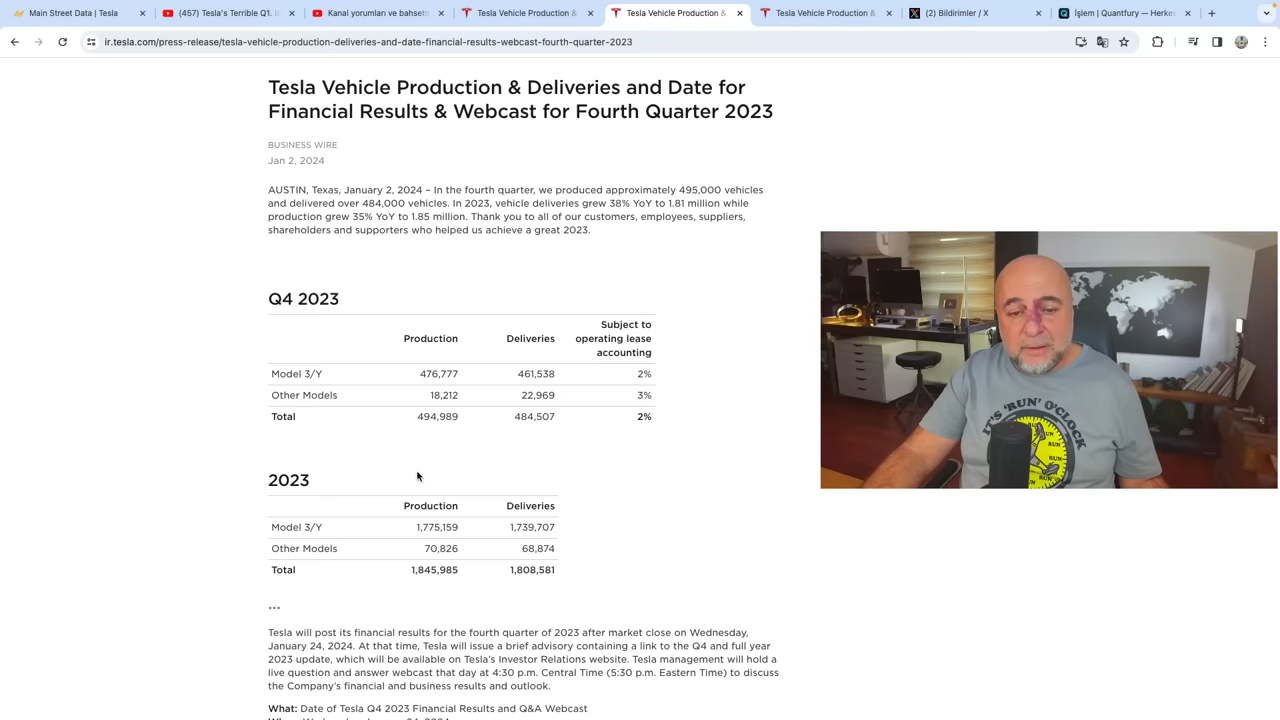 Main Street Data | Tesla
(457) Tesla's Terrible Q1. I
Kanal yorumları ve bahsetm
Tesla Vehicle Production &
Tesla Vehicle Production &
Tesla Vehicle Production &
(2) Bildirimler / X
İşlem | Quantfury — Herke
ir.tesla.com/press-release/tesla-vehicle-production-deliveries-and-date-financial-results-webcast-fourth-quarter-2023
Tesla Vehicle Production & Deliveries and Date for
Financial Results & Webcast for Fourth Quarter 2023
BUSINESS WIRE
Jan 2, 2024
AUSTIN, Texas, January 2, 2024 – In the fourth quarter, we produced approximately 495,000 vehicles
and delivered over 484,000 vehicles. In 2023, vehicle deliveries grew 38% YoY to 1.81 million while
production grew 35% YoY to 1.85 million. Thank you to all of our customers, employees, suppliers,
shareholders and supporters who helped us achieve a great 2023.
Q4 2023
Production Deliveries Subject to
operating lease
accounting
Model 3/Y 476,777 461,538 2%
Other Models 18,212 22,969 3%
Total 494,989 484,507 2%
2023
Production Deliveries
Model 3/Y 1,775,159 1,739,707
Other Models 70,826 68,874
Total 1,845,985 1,808,581
***
Tesla will post its financial results for the fourth quarter of 2023 after market close on Wednesday,
January 24, 2024. At that time, Tesla will issue a brief advisory containing a link to the Q4 and full year
2023 update, which will be available on Tesla's Investor Relations website. Tesla management will hold a
live question and answer webcast that day at 4:30 p.m. Central Time (5:30 p.m. Eastern Time) to discuss
the Company's financial and business results and outlook.
What: Date of Tesla Q4 2023 Financial Results and Q&A Webcast
IT'S 'RUN' O'CLOCK
RUN
RUN
RUN
RUN
RUN